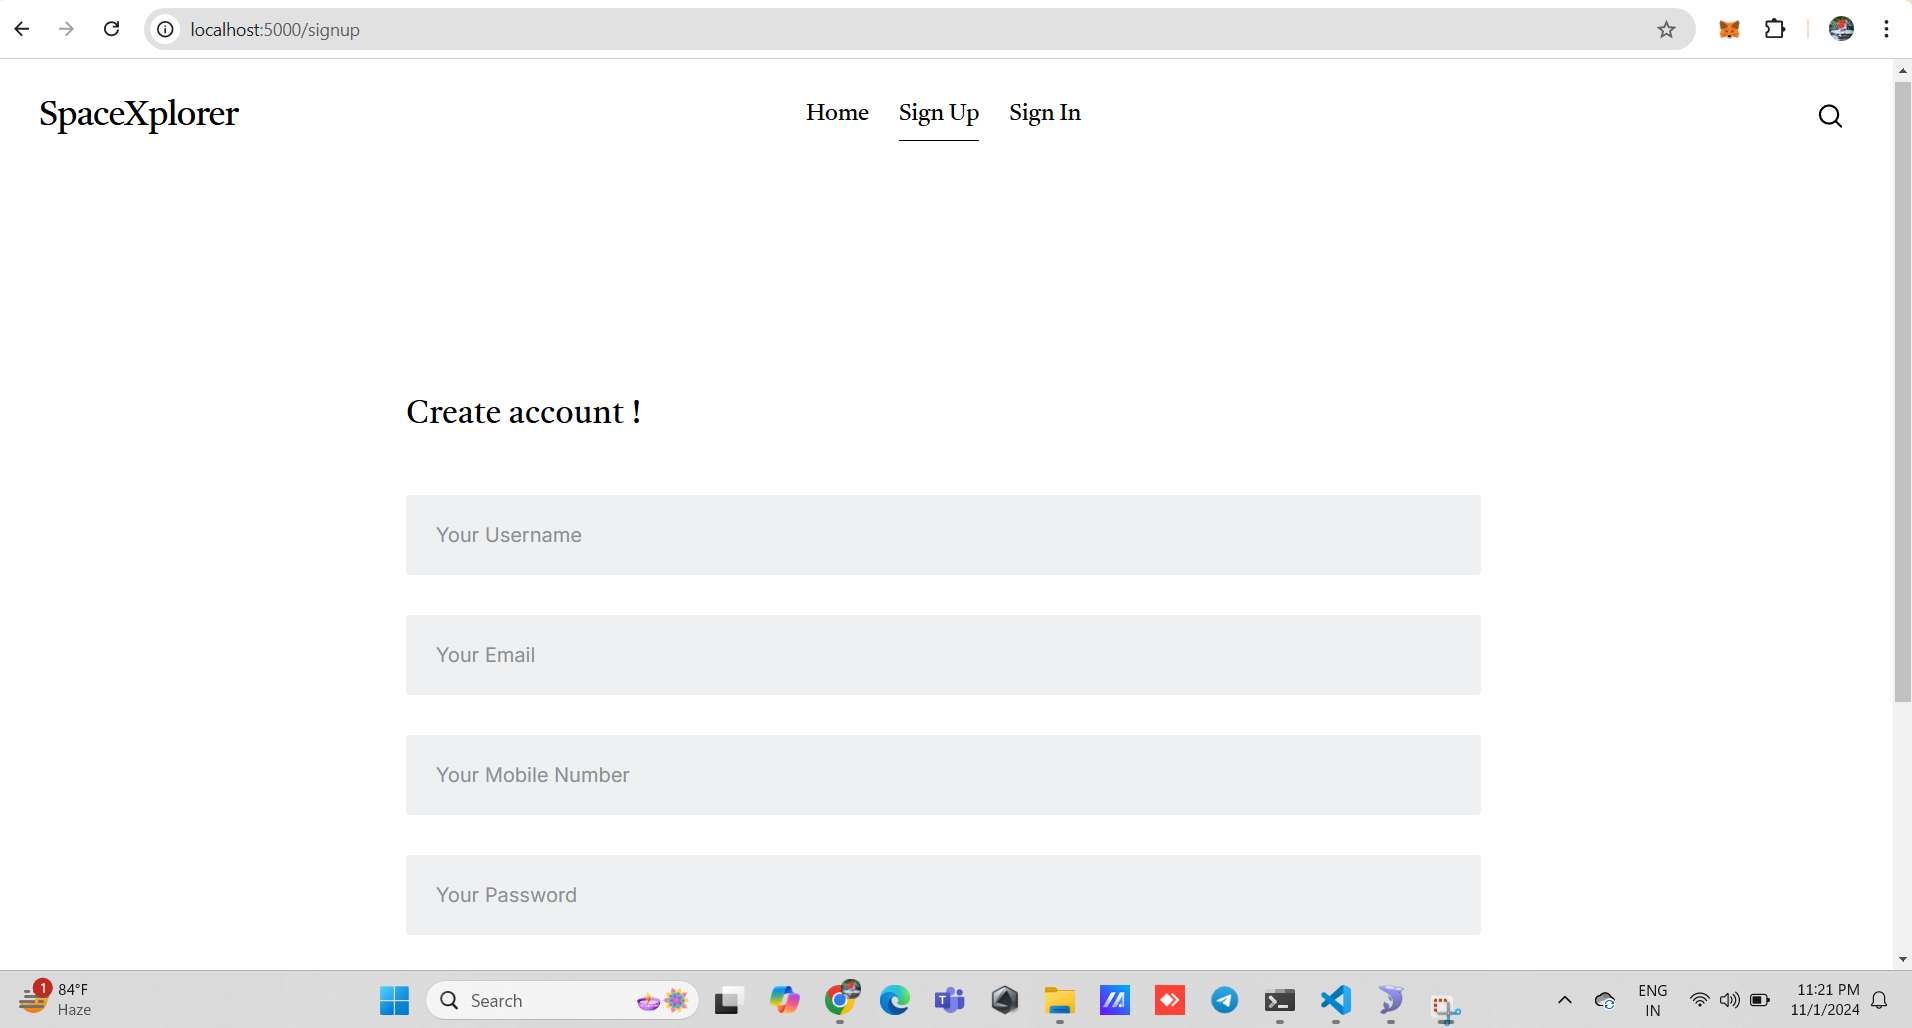 localhost:5000/signup
SpaceXplorer
Home Sign Up Sign In
Create account !
Your Username
Your Email
Your Mobile Number
Your Password
1
84°F
Haze
Search
ENG
IN
11:21 PM
11/1/2024